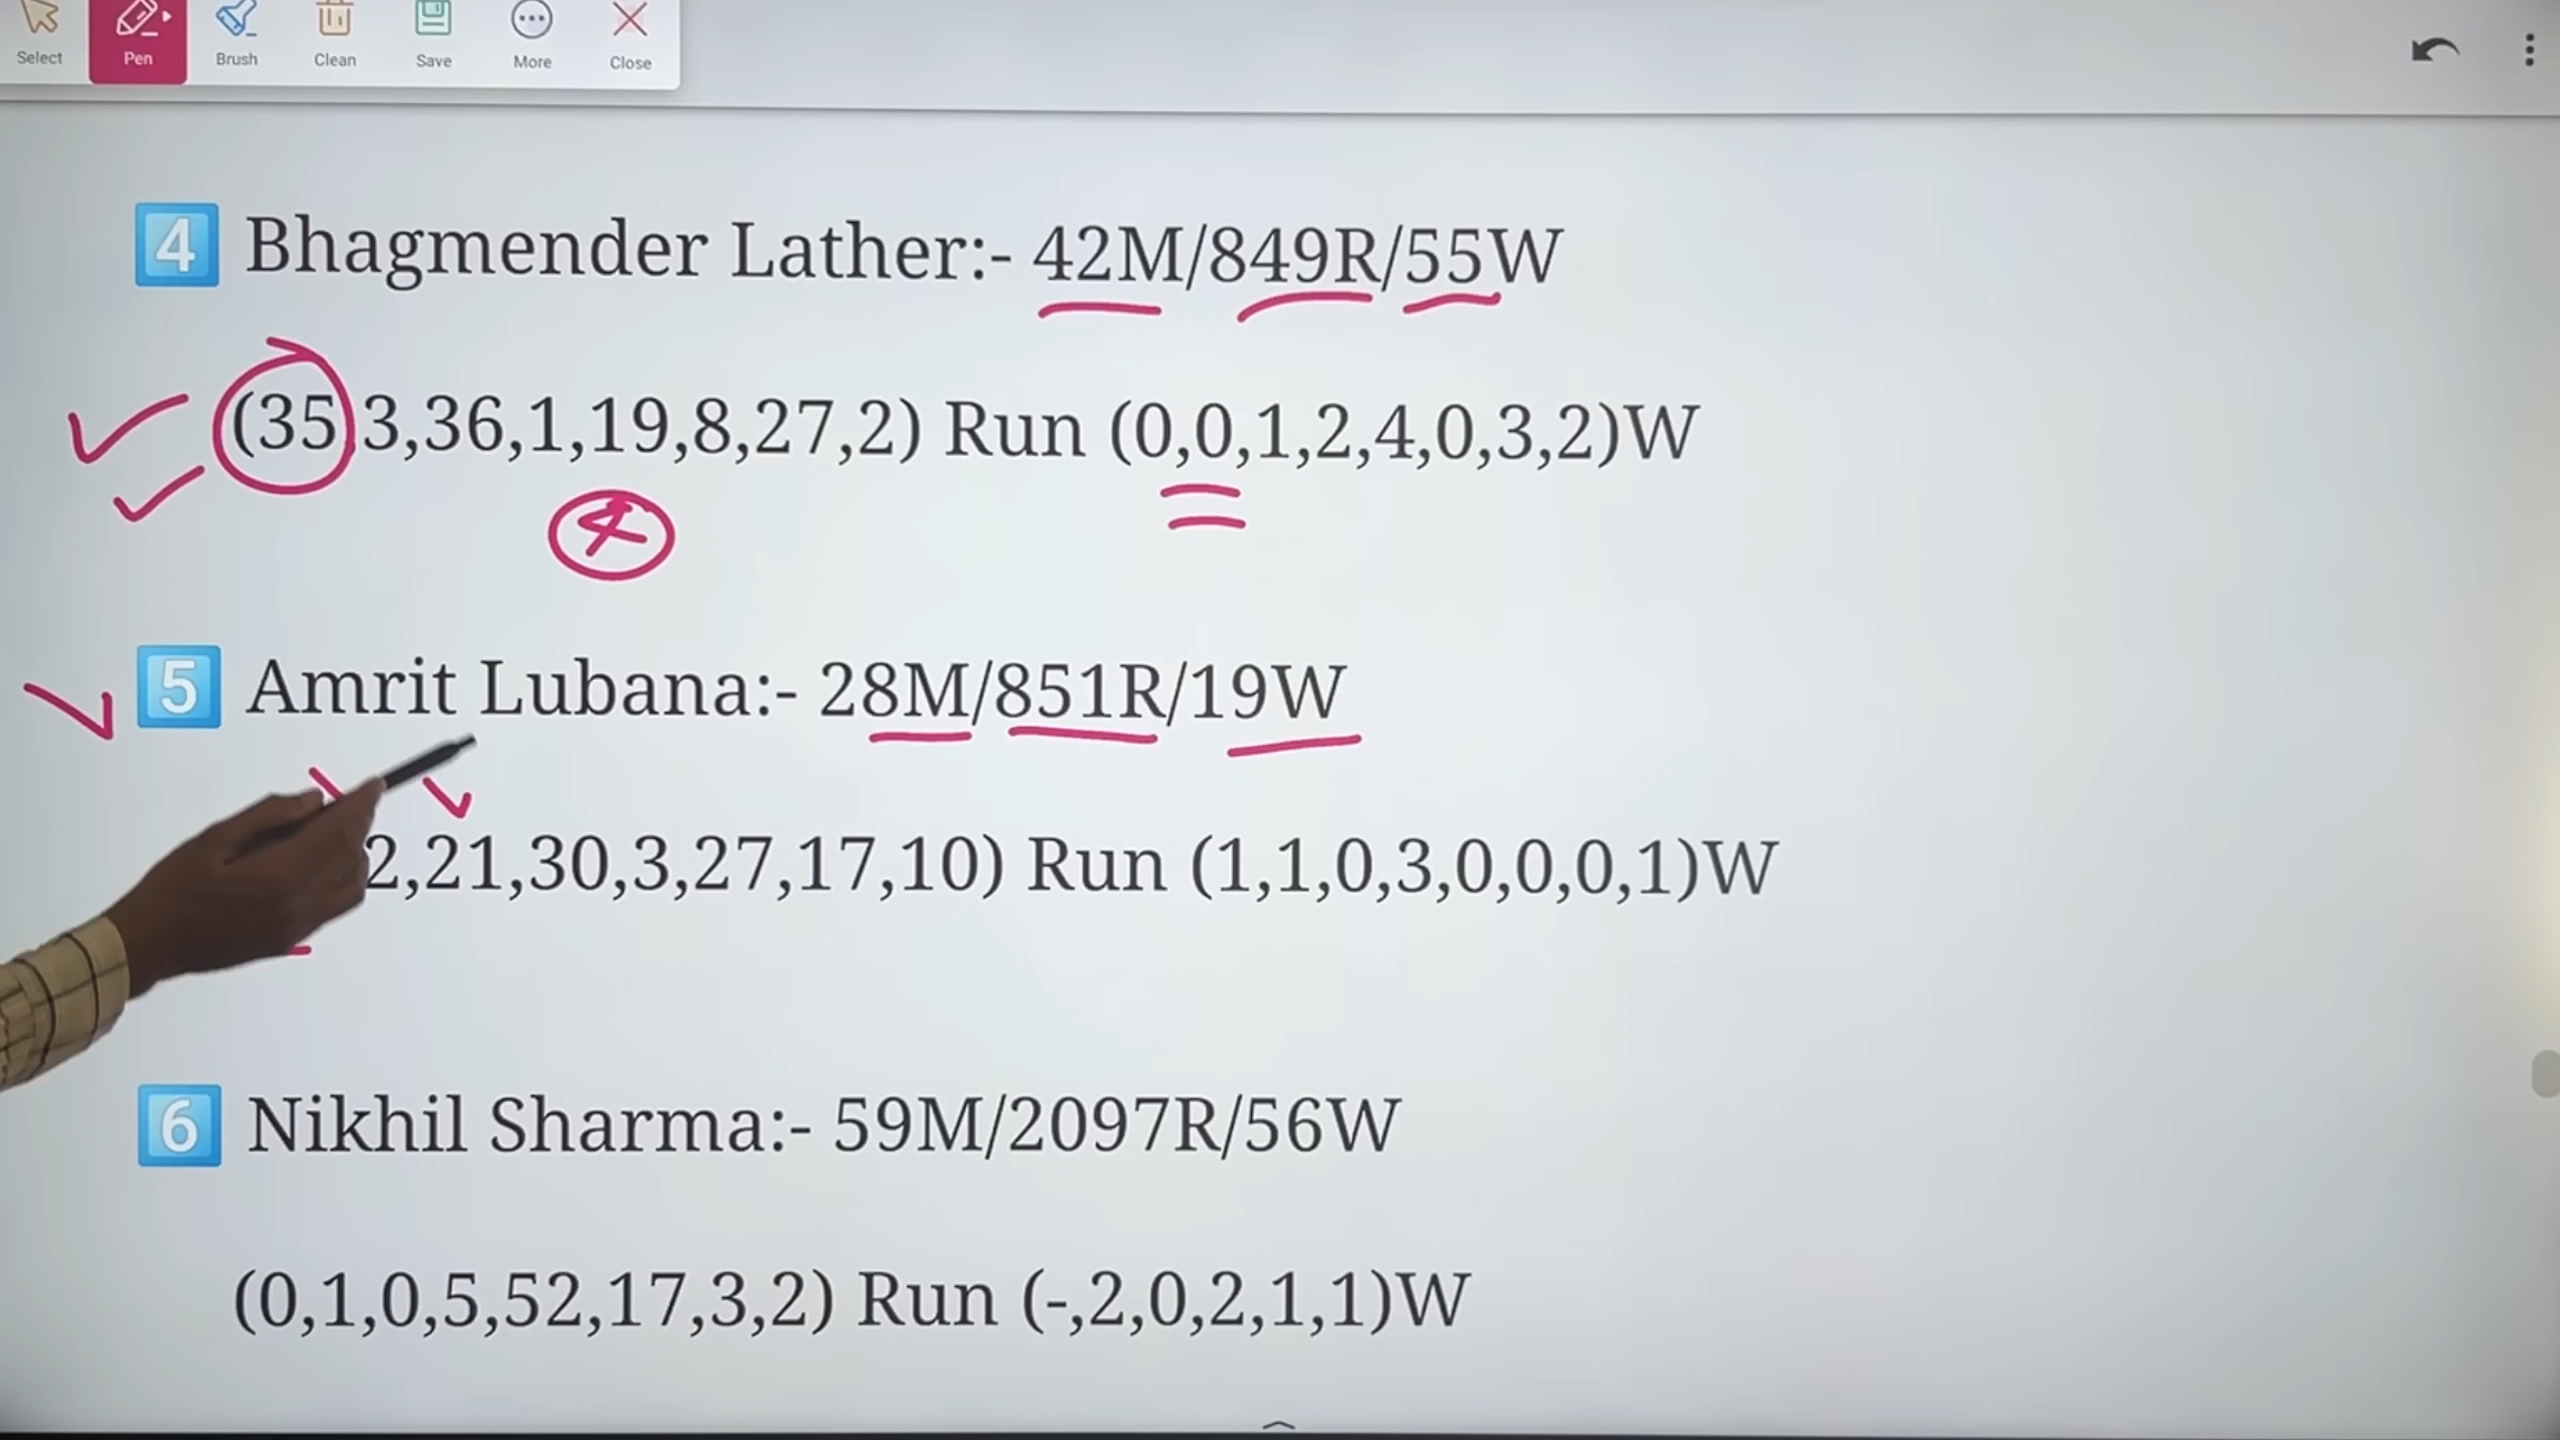 Select Pen Brush Clean Save More Close
4 Bhagmender Lather:- 42M/849R/55W
(35,3,36,1,19,8,27,2) Run (0,0,1,2,4,0,3,2)W
5 Amrit Lubana:- 28M/851R/19W
2,21,30,3,27,17,10) Run (1,1,0,3,0,0,0,1)W
6 Nikhil Sharma:- 59M/2097R/56W
(0,1,0,5,52,17,3,2) Run (-,2,0,2,1,1)W